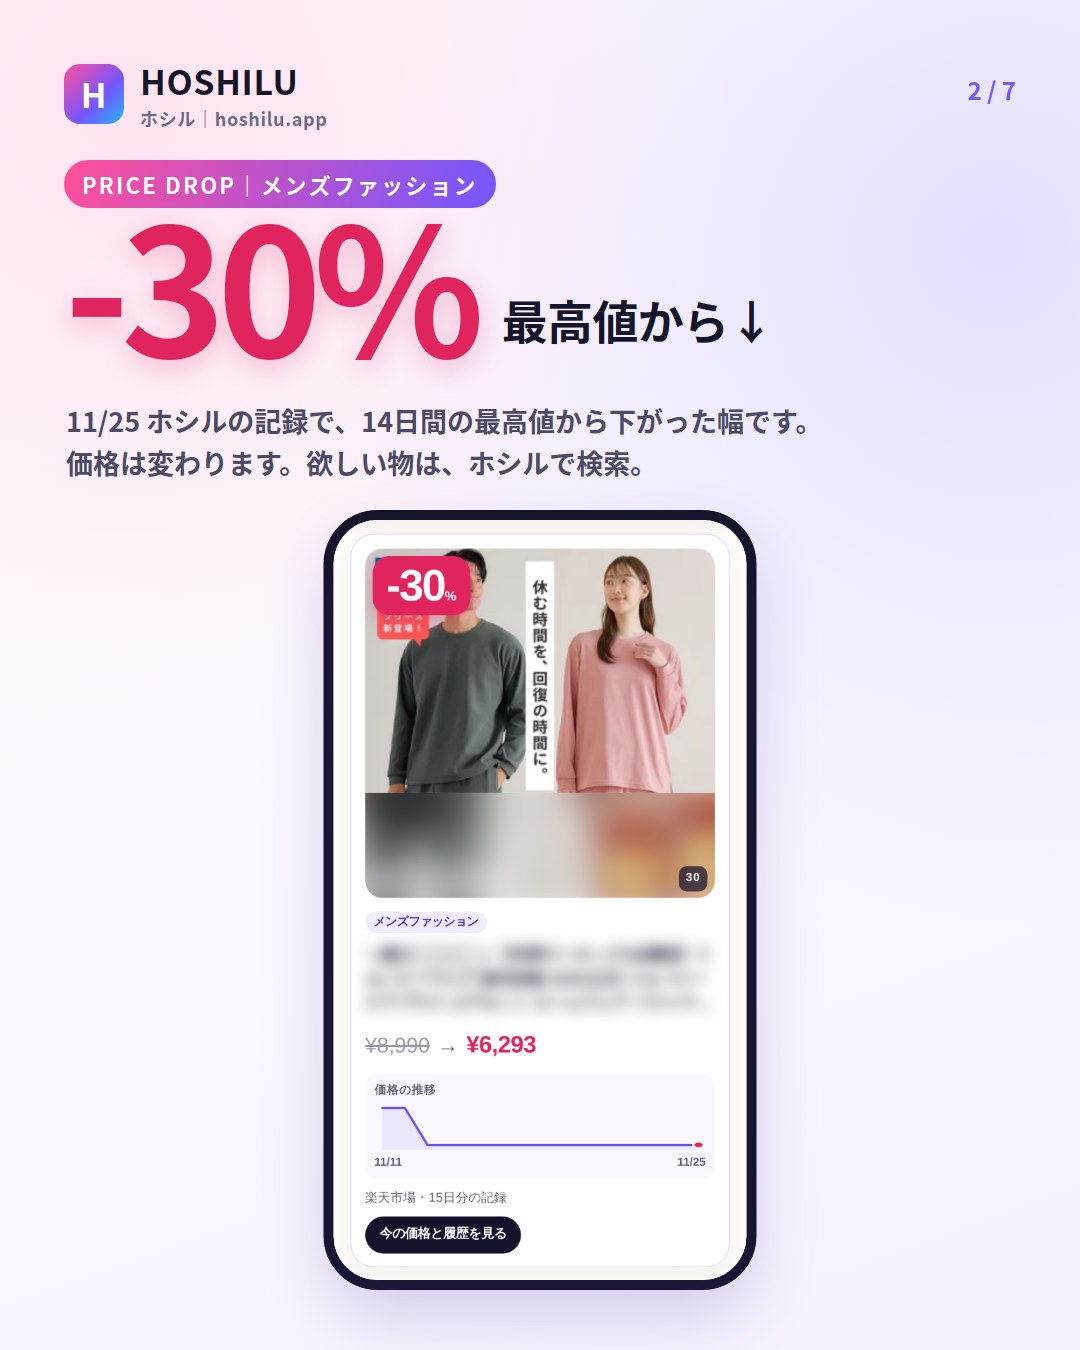 H
HOSHILU
ホシル｜hoshilu.app
2 / 7
PRICE DROP｜メンズファッション
-30%
最高値から↓
11/25 ホシルの記録で、14日間の最高値から下がった幅です。
価格は変わります。欲しい物は、ホシルで検索。
-30%
新登場！
休む時間を、回復の時間に。
30
メンズファッション
¥8,990 → ¥6,293
価格の推移
11/11
11/25
楽天市場・15日分の記録
今の価格と履歴を見る